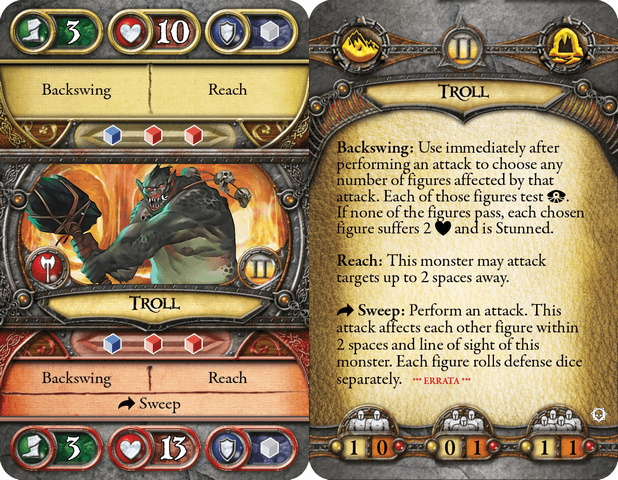 3 10
Backswing Reach
II
TROLL
Backswing Reach
Sweep
3 13
II
TROLL
Backswing: Use immediately after
performing an attack to choose any
number of figures affected by that
attack. Each of those figures test .
If none of the figures pass, each chosen
figure suffers 2 and is Stunned.
Reach: This monster may attack
targets up to 2 spaces away.
Sweep: Perform an attack. This
attack affects each other figure within
2 spaces and line of sight of this
monster. Each figure rolls defense dice
separately. *** ERRATA ***
1 0 0 1 1 1